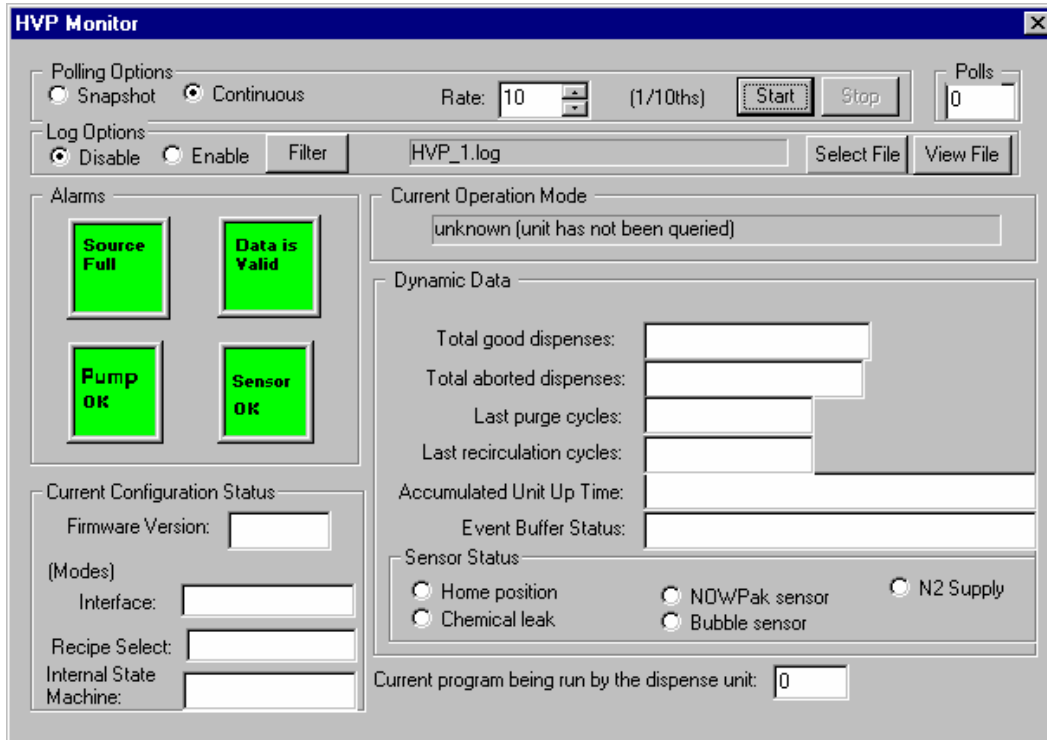 HVP Monitor
Polling Options
Snapshot Continuous Rate: 10 (1/10ths) Start Stop
Polls
0
Log Options
Disable Enable Filter HVP_1.log Select File View File
Alarms
Source
Full
Data is
Valid
Pump
OK
Sensor
OK
Current Operation Mode
unknown (unit has not been queried)
Dynamic Data
Total good dispenses:
Total aborted dispenses:
Last purge cycles:
Last recirculation cycles:
Accumulated Unit Up Time:
Event Buffer Status:
Sensor Status
Home position
Chemical leak
NOWPak sensor
Bubble sensor
N2 Supply
Current Configuration Status
Firmware Version:
(Modes)
Interface:
Recipe Select:
Internal State
Machine:
Current program being run by the dispense unit: 0